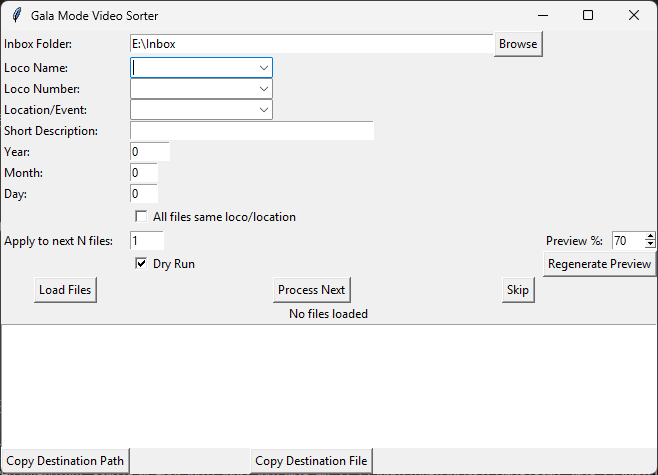 Gala Mode Video Sorter
Inbox Folder: E:\Inbox Browse
Loco Name:
Loco Number:
Location/Event:
Short Description:
Year: 0
Month: 0
Day: 0
All files same loco/location
Apply to next N files: 1 Preview %: 70
Dry Run Regenerate Preview
Load Files Process Next Skip
No files loaded
Copy Destination Path Copy Destination File